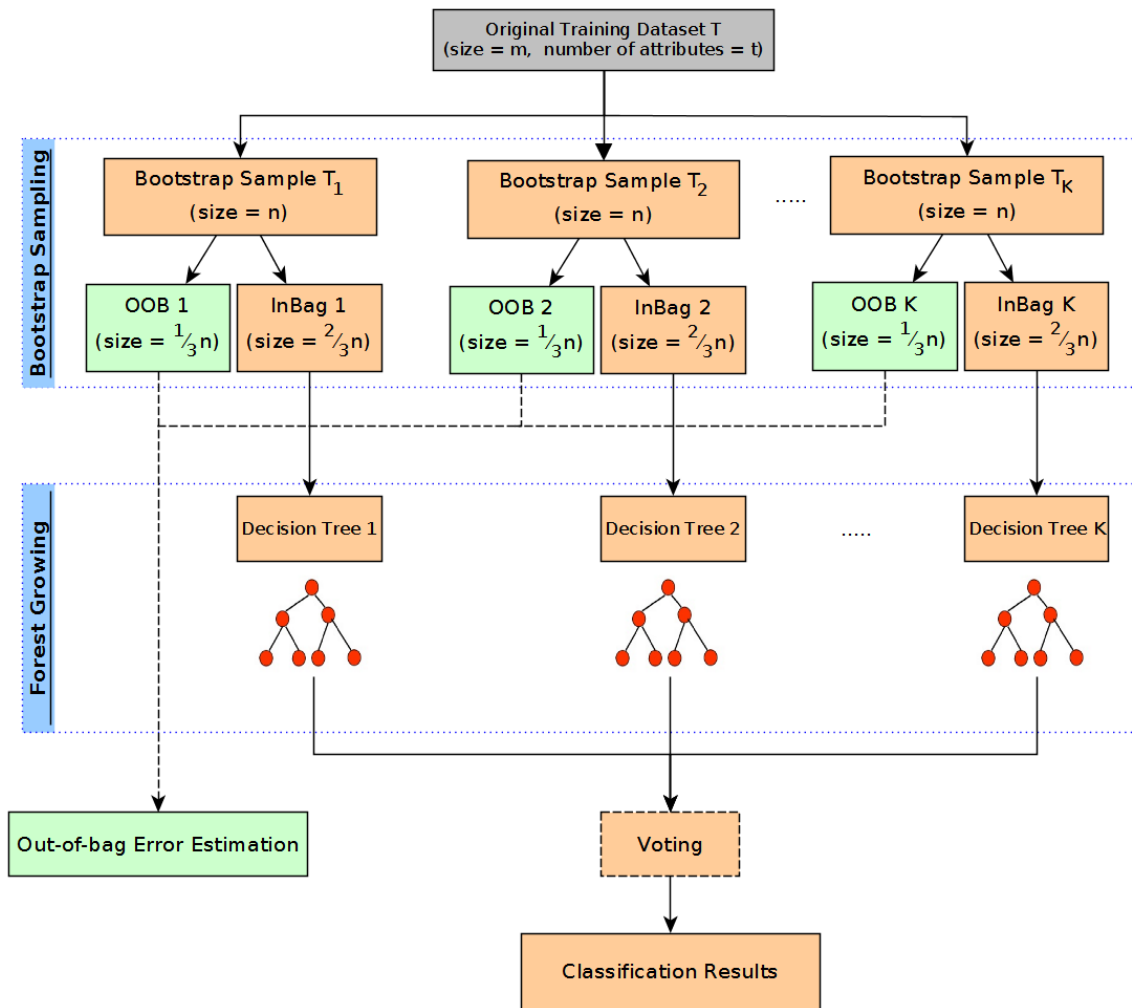 Original Training Dataset T
(size = m, number of attributes = t)
Bootstrap Sampling
Bootstrap Sample T1
(size = n)
Bootstrap Sample T2
(size = n)
.....
Bootstrap Sample TK
(size = n)
OOB 1
(size = 1/3n)
InBag 1
(size = 2/3n)
OOB 2
(size = 1/3n)
InBag 2
(size = 2/3n)
OOB K
(size = 1/3n)
InBag K
(size = 2/3n)
Forest Growing
Decision Tree 1
Decision Tree 2
.....
Decision Tree K
Out-of-bag Error Estimation
Voting
Classification Results